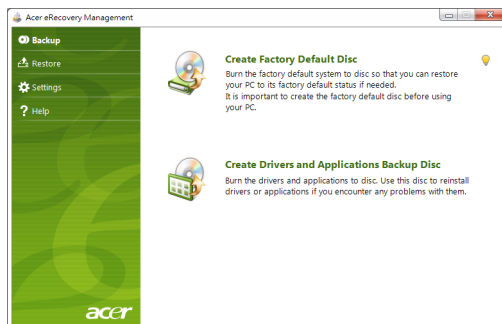 Acer eRecovery Management
Backup
Restore
Settings
Help
Create Factory Default Disc
Burn the factory default system to disc so that you can restore
your PC to its factory default status if needed.
It is important to create the factory default disc before using
your PC.
Create Drivers and Applications Backup Disc
Burn the drivers and applications to disc. Use this disc to reinstall
drivers or applications if you encounter any problems with them.
acer